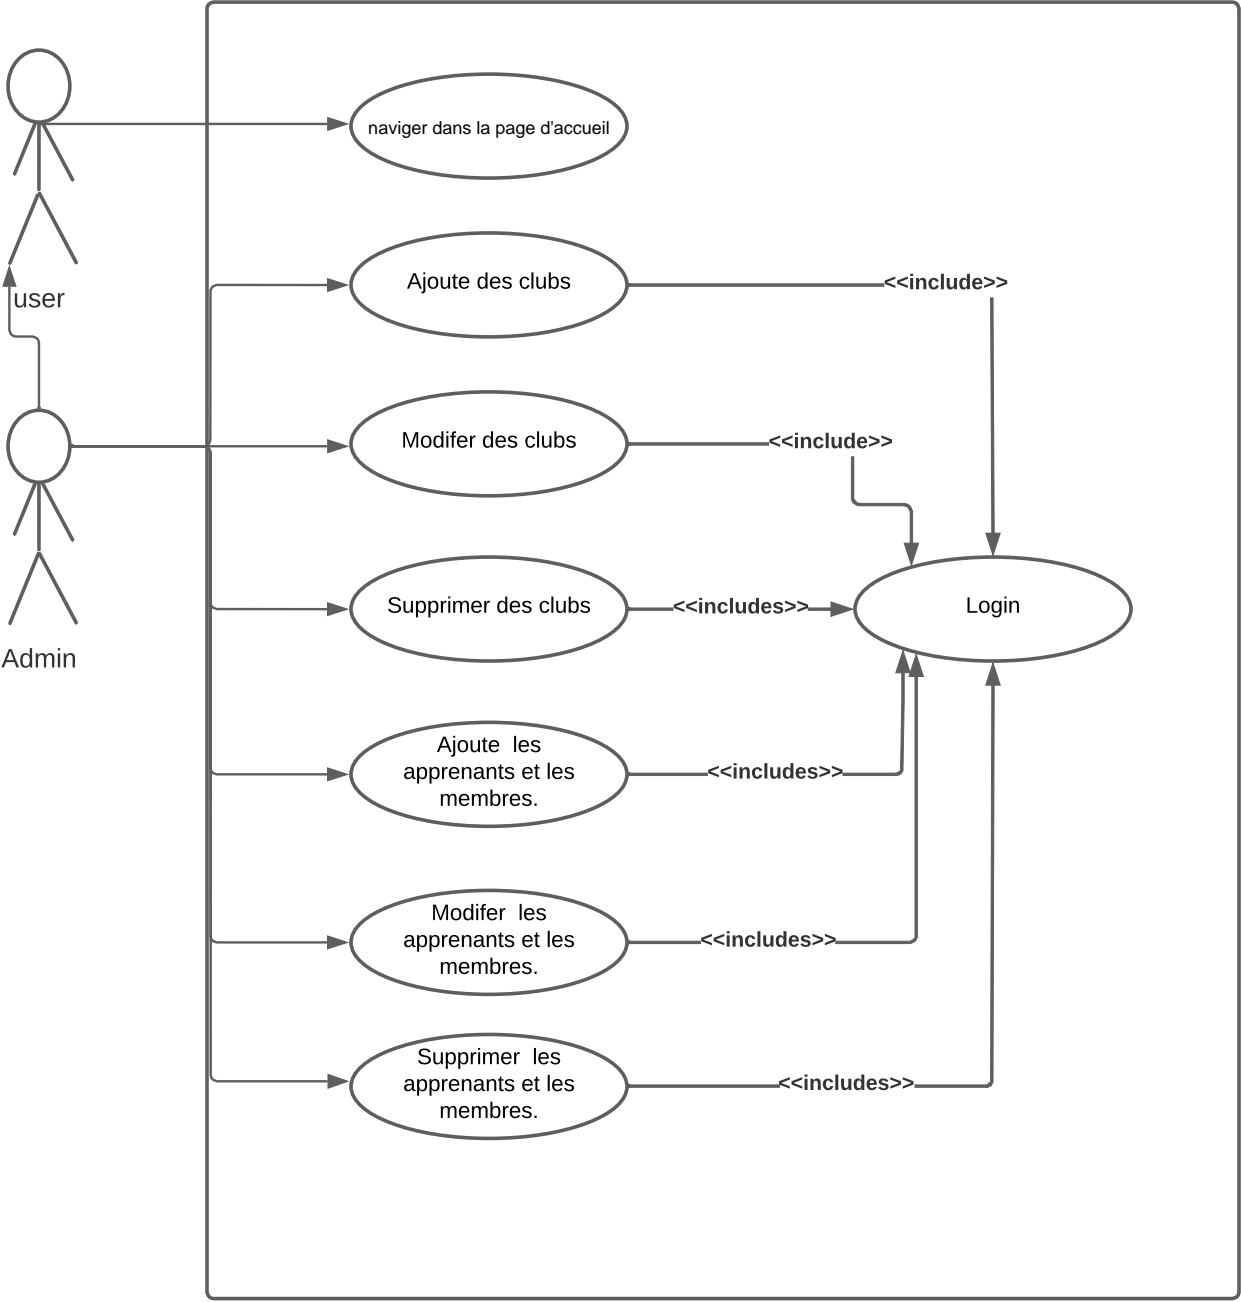 naviger dans la page d'accueil
Ajoute des clubs
<<include>>
user
Modifer des clubs
<<include>>
Supprimer des clubs
<<includes>>
Login
Admin
Ajoute les
apprenants et les
membres.
<<includes>>
Modifer les
apprenants et les
membres.
<<includes>>
Supprimer les
apprenants et les
membres.
<<includes>>